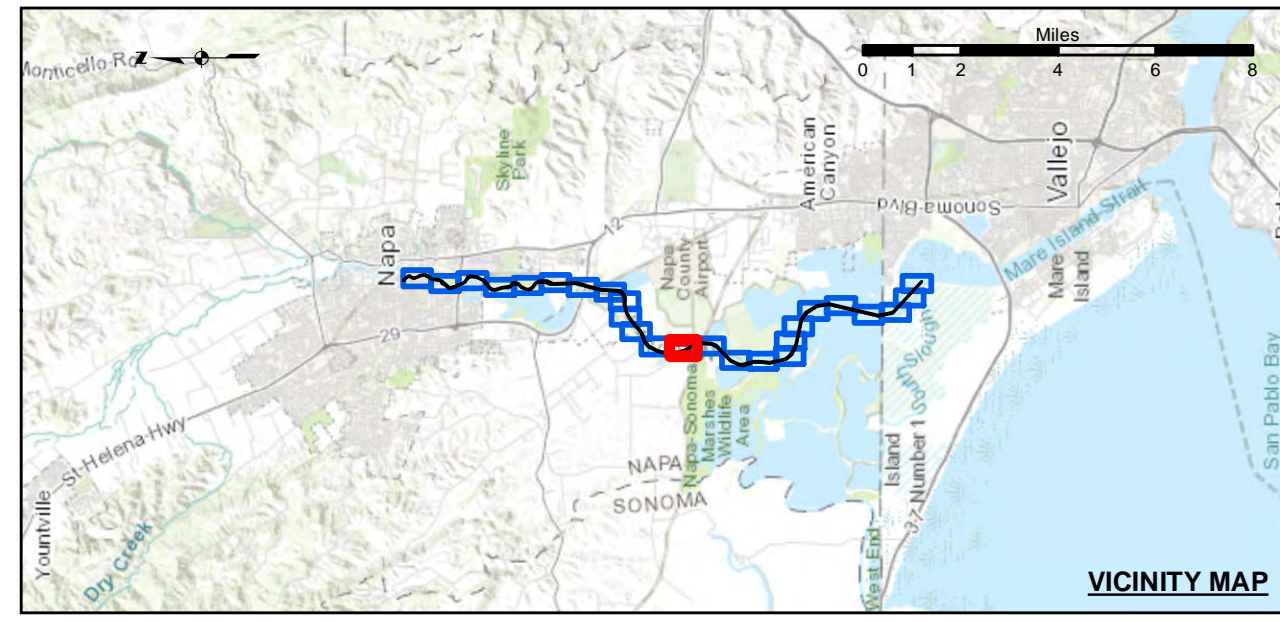 Miles
0 1 2 4 6 8
Z
Monticello-Rd
Skyline
Park
American
Canyon
Vallejo
Sonoma-Blvd
Napa
12
Napa
County
Airport
Mare Island-Strait
Mare
Island
29
South Slough
Napa-Sonoma
Marshes
Wildlife
Area
San Pablo Bay
St-Helena-Hwy
NAPA
SONOMA
Island
Number 1
37
Yountville
Dry Creek
West End
VICINITY MAP